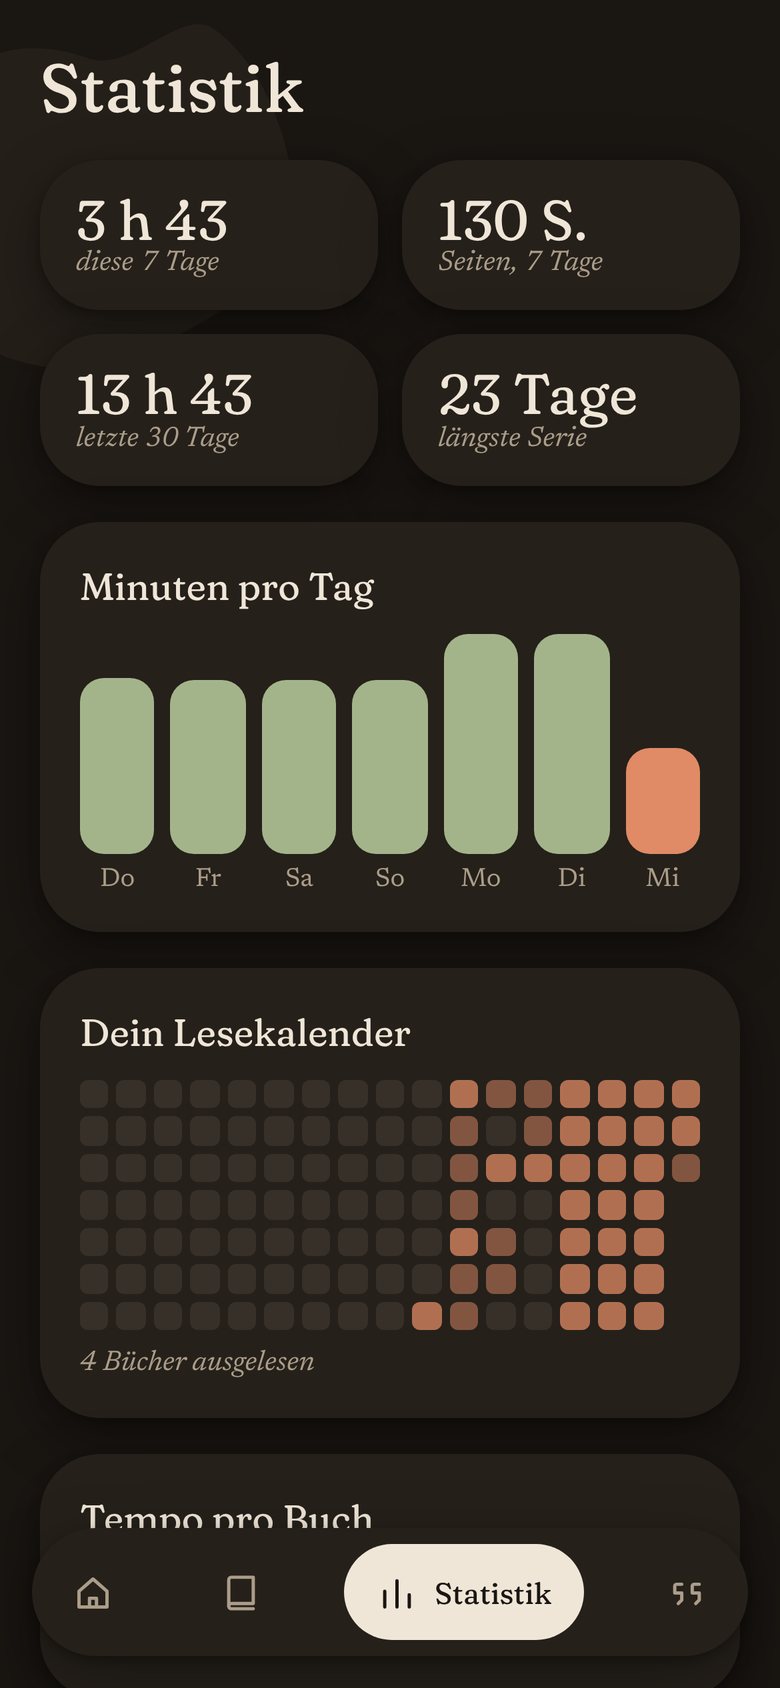 Statistik
3 h 43
diese 7 Tage
130 S.
Seiten, 7 Tage
13 h 43
letzte 30 Tage
23 Tage
längste Serie
Minuten pro Tag
Do Fr Sa So Mo Di Mi
Dein Lesekalender
4 Bücher ausgelesen
Tempo pro Buch
Statistik